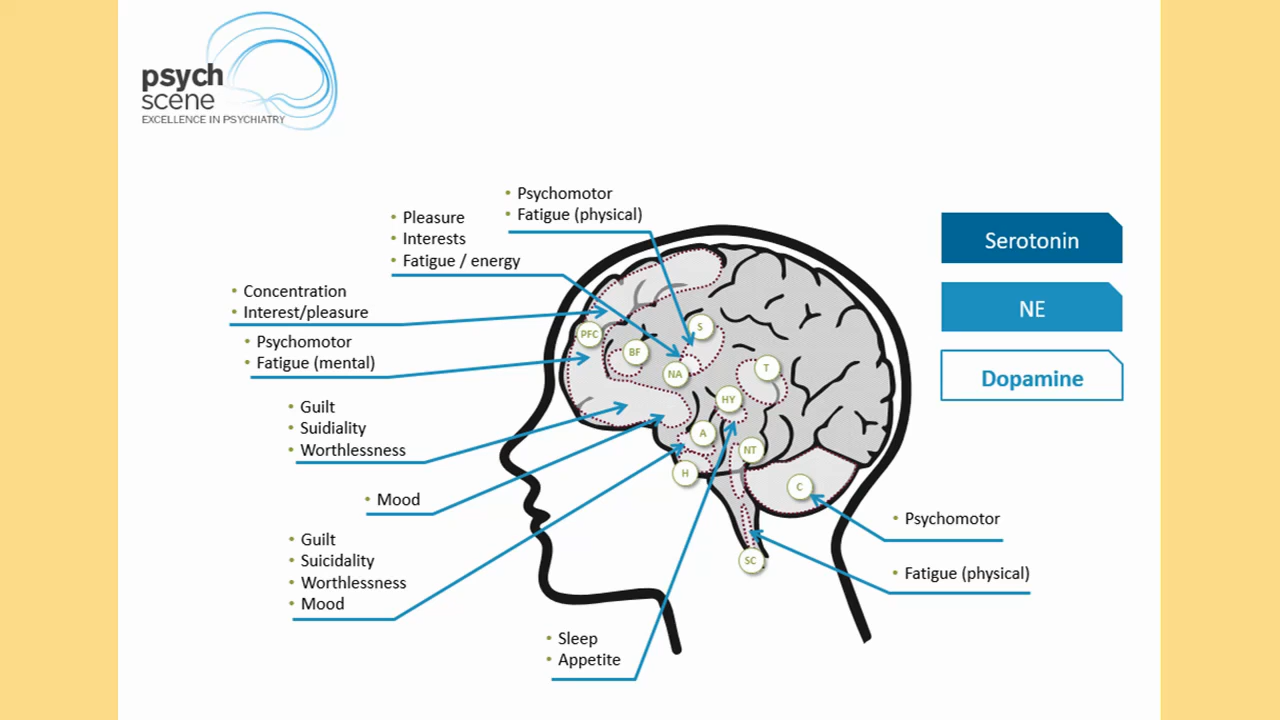 psych
scene
EXCELLENCE IN PSYCHIATRY
• Psychomotor
• Fatigue (physical)
• Pleasure
• Interests
• Fatigue / energy
• Concentration
• Interest/pleasure
• Psychomotor
• Fatigue (mental)
• Guilt
• Suidiality
• Worthlessness
• Mood
• Guilt
• Suicidality
• Worthlessness
• Mood
• Sleep
• Appetite
PFC
BF
S
NA
T
HY
A
NT
H
C
SC
• Psychomotor
• Fatigue (physical)
Serotonin
NE
Dopamine